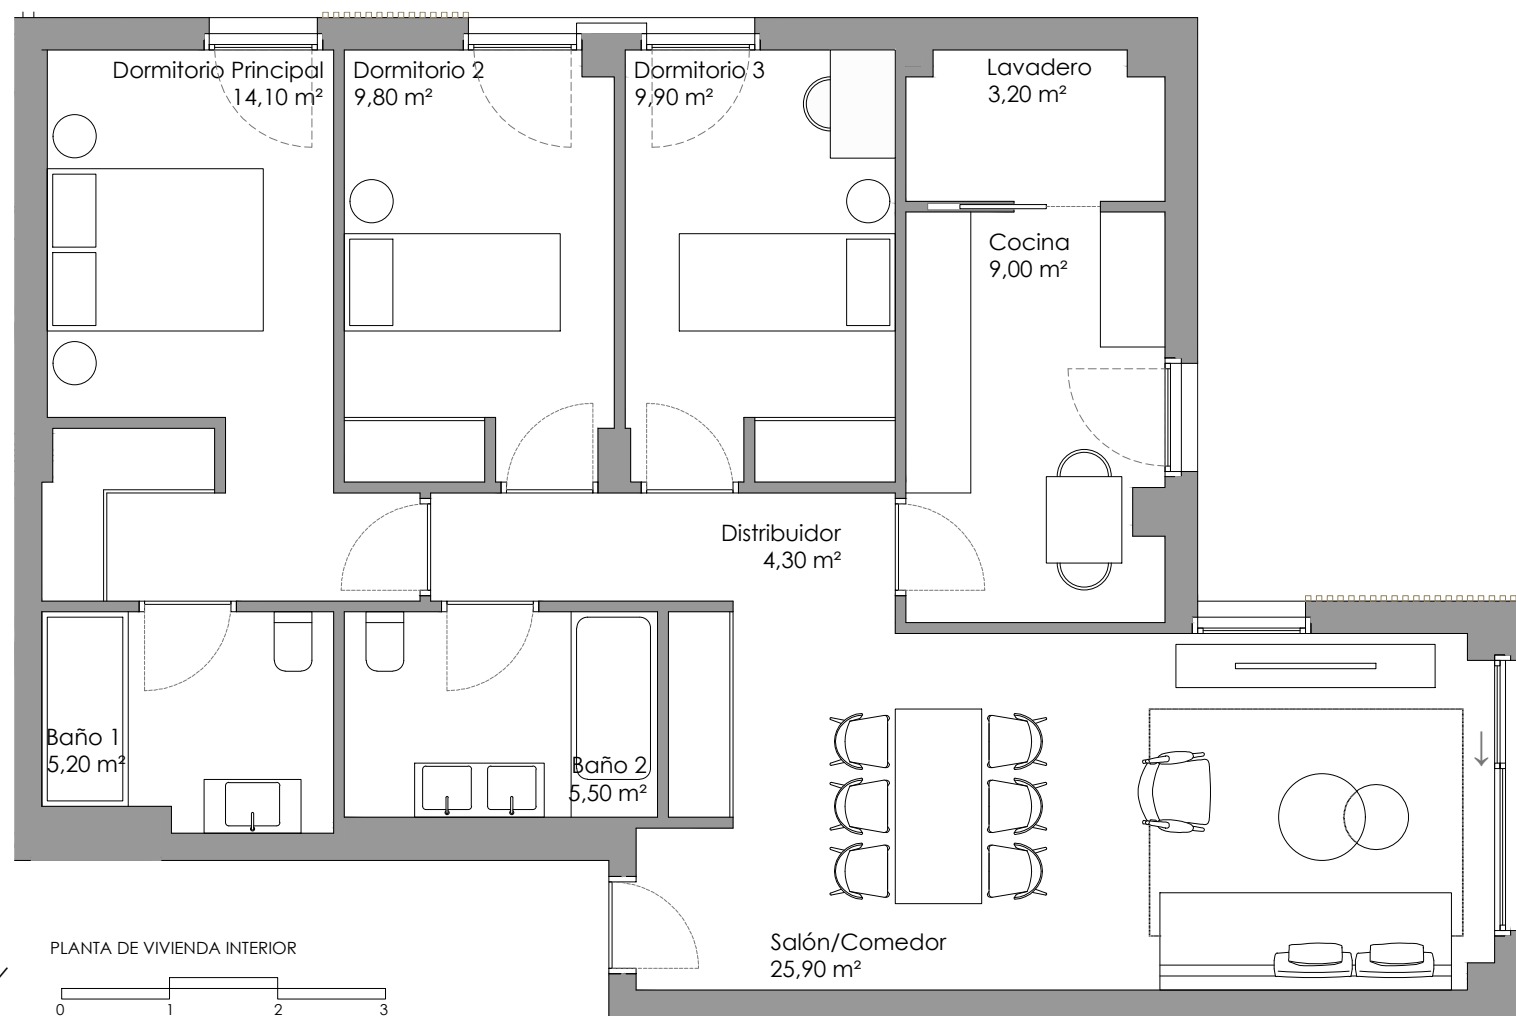 Dormitorio Principal
14,10 m²
Dormitorio 2
9,80 m²
Dormitorio 3
9,90 m²
Lavadero
3,20 m²
Cocina
9,00 m²
Distribuidor
4,30 m²
Baño 1
5,20 m²
Baño 2
5,50 m²
Salón/Comedor
25,90 m²
PLANTA DE VIVIENDA INTERIOR
0 1 2 3